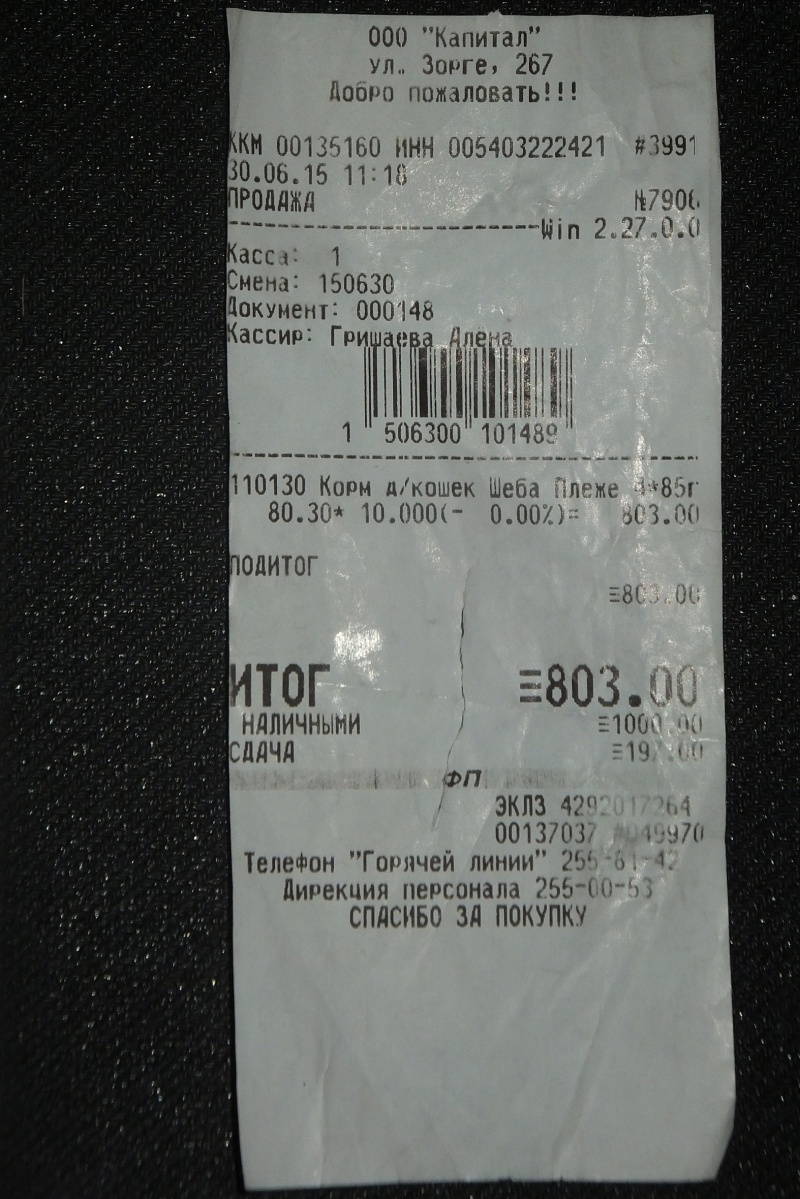 ООО "Капитал"
ул. Зорге, 267
Добро пожаловать!!!
ККМ 00135160 ИНН 005403222421 #3991
30.06.15 11:18
ПРОДАЖА
------------------------Win 2.27.0.0
Касса: 1
Смена: 150630
Документ: 000148
Кассир: Гришаева Алена
1 506300 101489
110130 Корм д/кошек Шеба Плеже 4*85г
80.30* 10.000(- 0.00%)= 803.00
ПОДИТОГ
≡803.00
ИТОГ ≡803.00
НАЛИЧНЫМИ ≡1000.00
СДАЧА ≡197.00
ФП
ЭКЛЗ 4292017264
00137037 #049970
Телефон "Горячей линии" 255-61-42
Дирекция персонала 255-00-53
СПАСИБО ЗА ПОКУПКУ